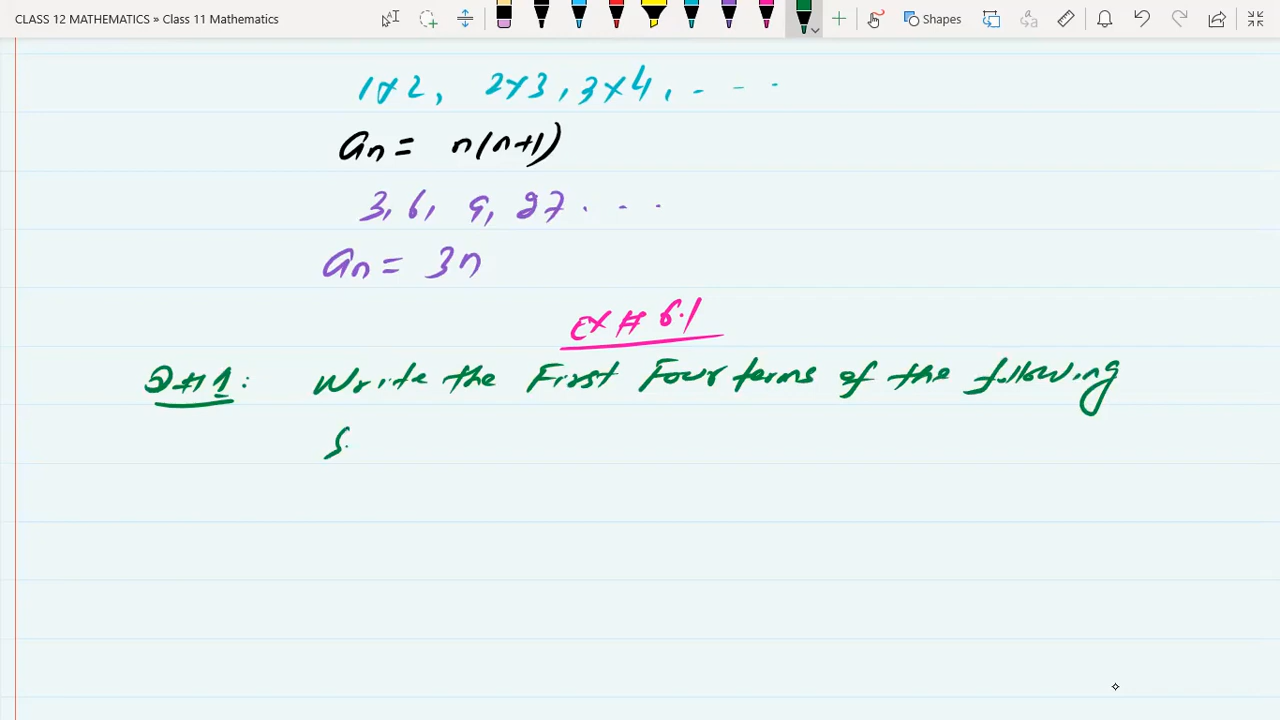 CLASS 12 MATHEMATICS » Class 11 Mathematics
Shapes
1×2, 2×3, 3×4, - - -
an = n(n+1)
3, 6, 9, 27 . - -
an = 3n
Ex # 6.1
Q#1: Write the First Four terms of the following
S